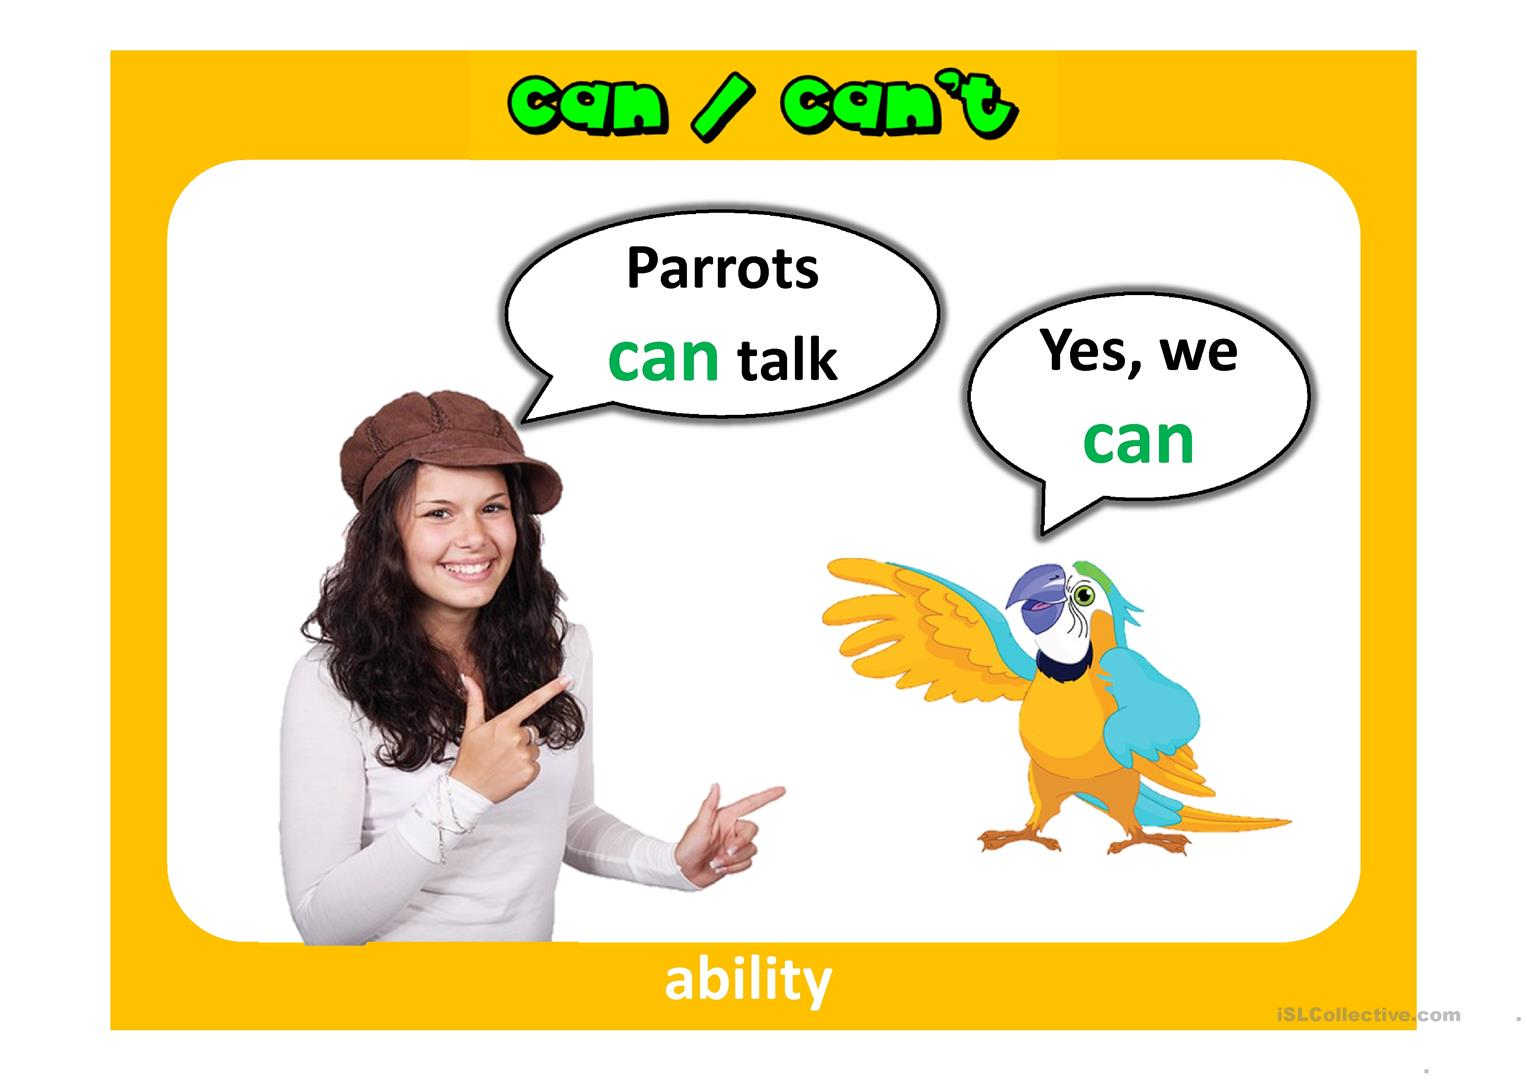 can / can't
Parrots
can talk
Yes, we
can
ability
iSLCollective.com